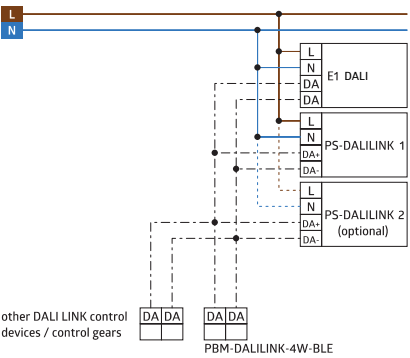 L
N
L
N
DA
DA
E1 DALI
L
N
DA+
DA-
PS-DALILINK 1
L
N
DA+
DA-
PS-DALILINK 2
(optional)
other DALI LINK control
devices / control gears
DA DA
DA DA
PBM-DALILINK-4W-BLE